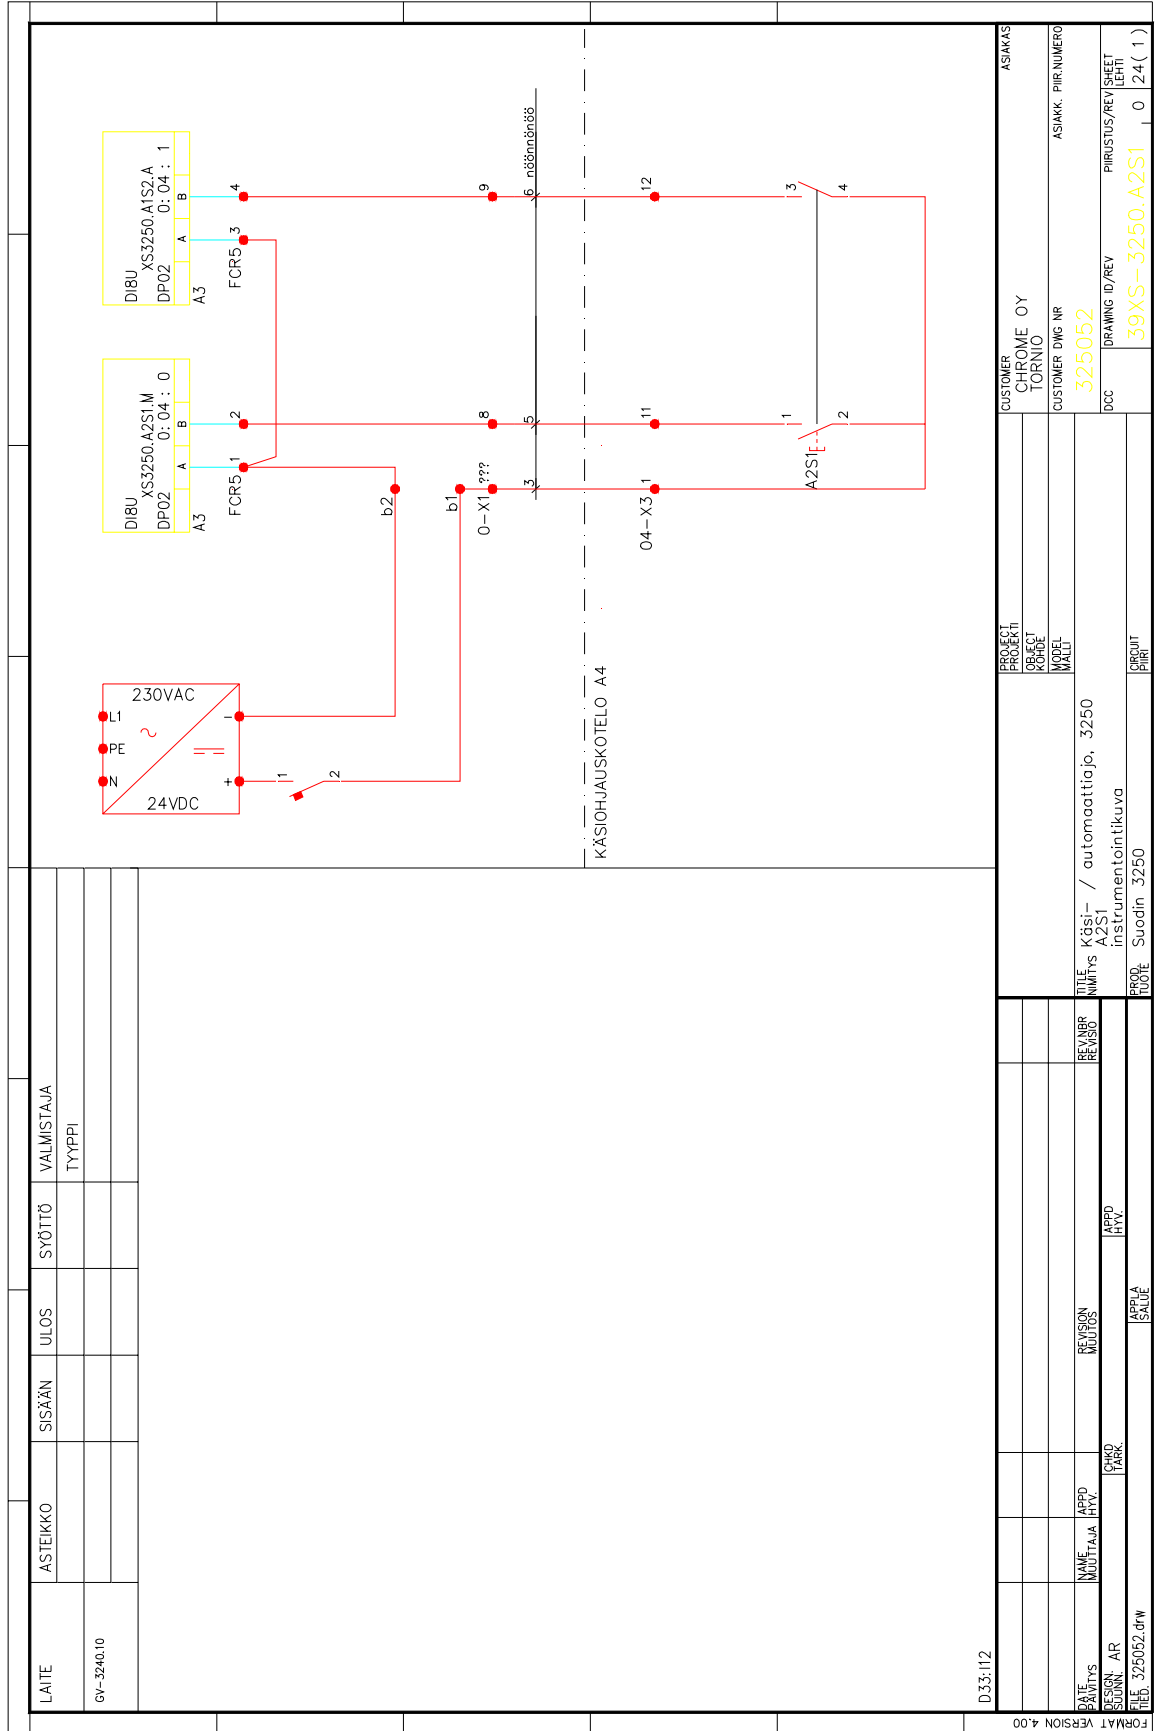 LAITE
ASTEIKKO
SISÄÄN
ULOS
SYÖTTÖ
VALMISTAJA
TYYPPI
GV-3240.10
230VAC
L1
PE
N
-
+
24VDC
1
2
DI8U
XS3250.A2S1.M
DP02
0: 04 : 0
A
B
A3
FCR5
1
2
DI8U
XS3250.A1S2.A
DP02
0: 04 : 1
A
B
A3
FCR5
3
4
b2
b1
0-X1
???
8
9
3
5
6
nöönnönöö
KÄSIOHJAUSKOTELO A4
04-X3
1
11
12
A2S1
1
2
3
4
D33:I12
CUSTOMER
ASIAKAS
CHROME OY
TORNIO
CUSTOMER DWG NR
ASIAKK. PIIR.NUMERO
325052
DCC
DRAWING ID/REV
PIIRUSTUS/REV
SHEET
LEHTI
39XS-3250.A2S1
0
24( 1 )
PROJECT
PROJEKTI
OBJECT
KOHDE
MODEL
MALLI
TITLE
NIMITYS
Käsi- / automaattiajo, 3250
A2S1
instrumentointikuva
PROD.
TUOTE
Suodin 3250
CIRCUIT
PIIRI
DATE
PÄIVITYS
NAME
MUUTTAJA
APPD
HYV.
REVISION
MUUTOS
REV.NBR
REVISIO
DESIGN.
SUUNN.
AR
CHKD
TARK.
APPD
HYV.
FILE
TIED.
325052.drw
APPL.A
SALUE
FORMAT VERSION 4.00